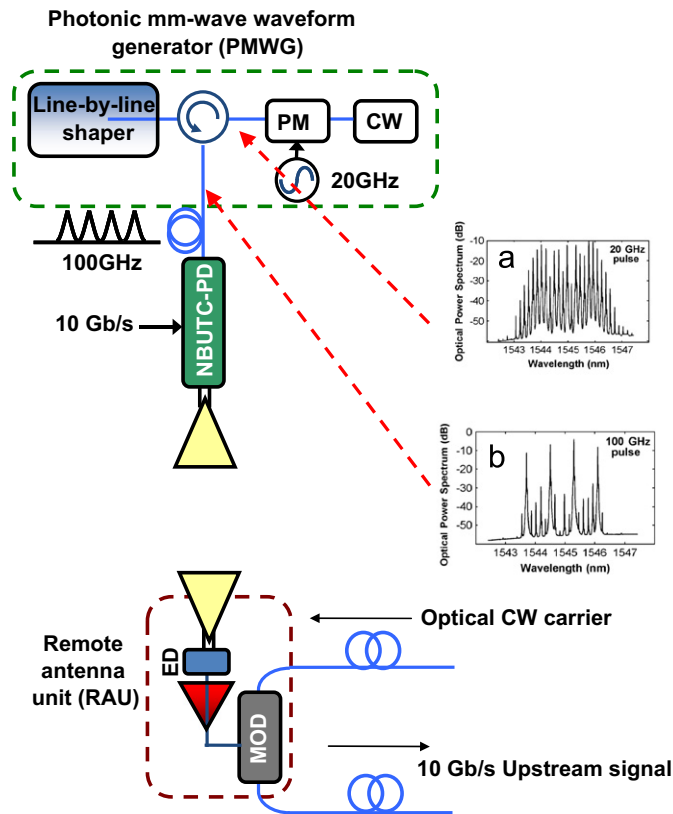 Photonic mm-wave waveform
generator (PMWG)
Line-by-line
shaper
PM
CW
20GHz
100GHz
10 Gb/s
NBUTC-PD
a
20 GHz
pulse
Optical Power Spectrum (dB)
-10
-20
-30
-40
-50
1543 1544 1545 1546 1547
Wavelength (nm)
b
100 GHz
pulse
Optical Power Spectrum (dB)
0
-10
-20
-30
-40
-50
1543 1544 1545 1546 1547
Wavelength (nm)
Remote
antenna
unit (RAU)
ED
MOD
Optical CW carrier
10 Gb/s Upstream signal